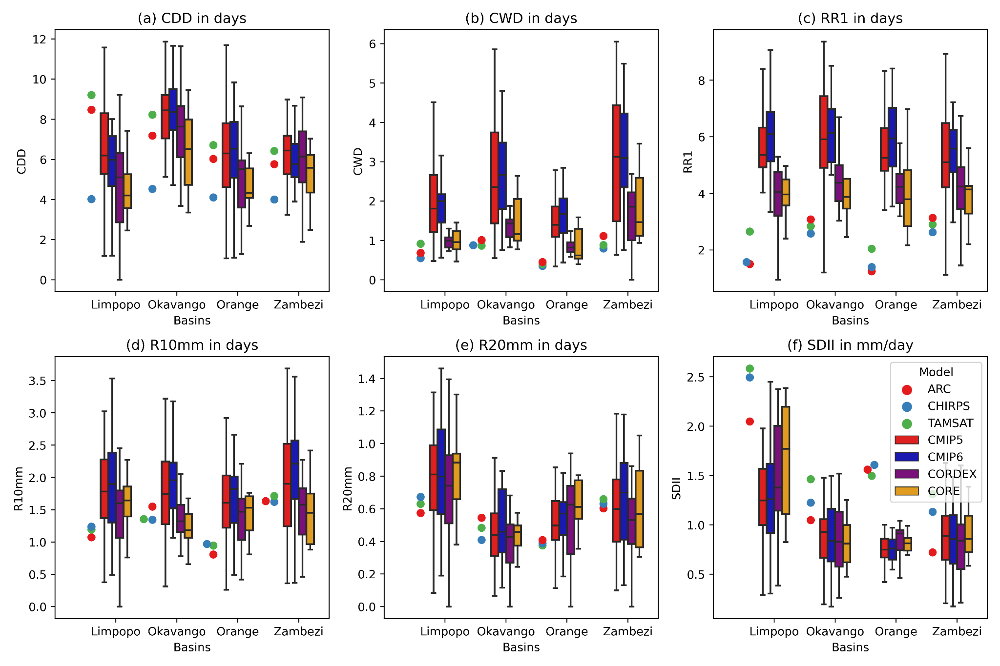 (a) CDD in days
(b) CWD in days
(c) RR1 in days
12
10
8
6
4
2
0
CDD
Limpopo Okavango Orange Zambezi
Basins
6
5
4
3
2
1
0
CWD
Limpopo Okavango Orange Zambezi
Basins
8
6
4
2
RR1
Limpopo Okavango Orange Zambezi
Basins
(d) R10mm in days
(e) R20mm in days
(f) SDII in mm/day
3.5
3.0
2.5
2.0
1.5
1.0
0.5
0.0
R10mm
Limpopo Okavango Orange Zambezi
Basins
1.4
1.2
1.0
0.8
0.6
0.4
0.2
0.0
R20mm
Limpopo Okavango Orange Zambezi
Basins
2.5
2.0
1.5
1.0
0.5
SDII
Model
ARC
CHIRPS
TAMSAT
CMIP5
CMIP6
CORDEX
CORE
Limpopo Okavango Orange Zambezi
Basins